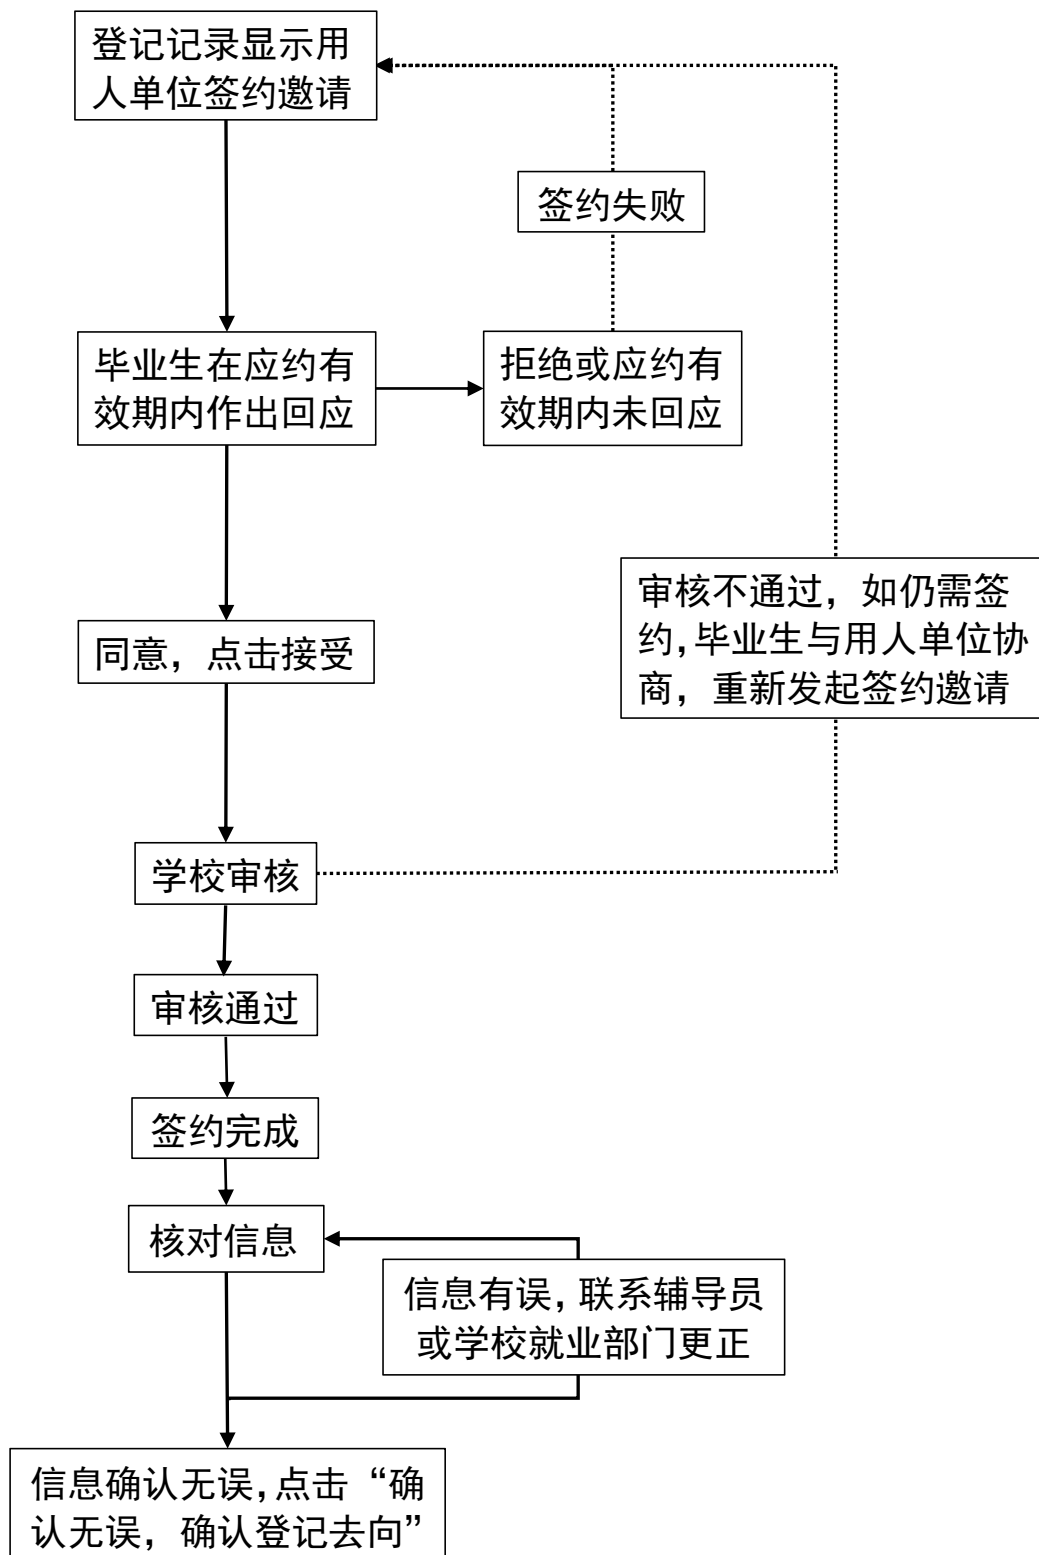 登记记录显示用
人单位签约邀请
签约失败
毕业生在应约有
效期内作出回应
拒绝或应约有
效期内未回应
审核不通过，如仍需签
约，毕业生与用人单位协
商，重新发起签约邀请
同意，点击接受
学校审核
审核通过
签约完成
核对信息
信息有误，联系辅导员
或学校就业部门更正
信息确认无误，点击“确
认无误，确认登记去向”